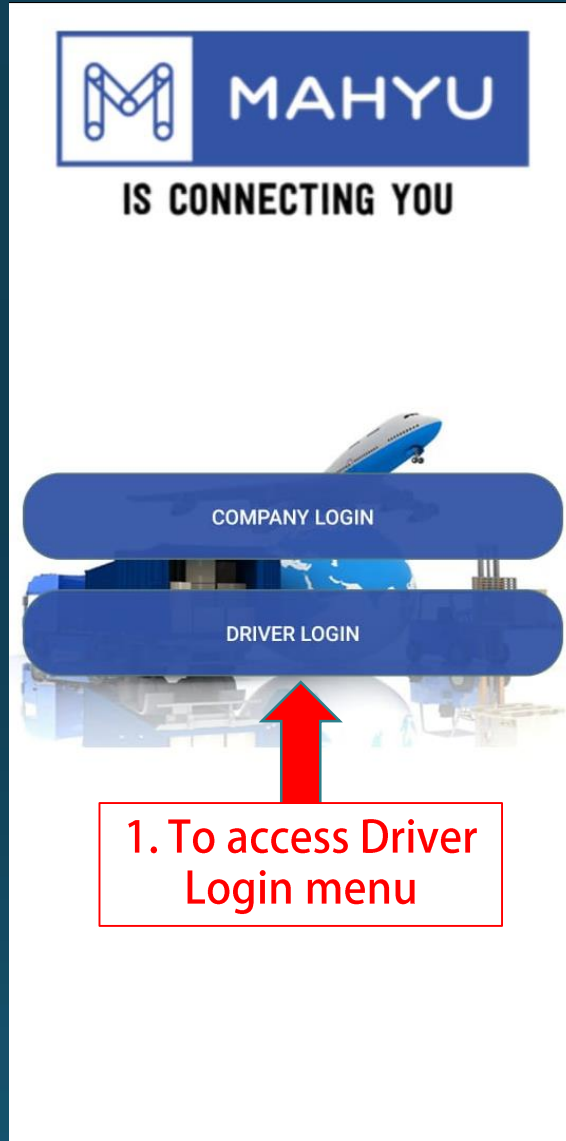 MAHYU
IS CONNECTING YOU
COMPANY LOGIN
DRIVER LOGIN
1. To access Driver
Login menu